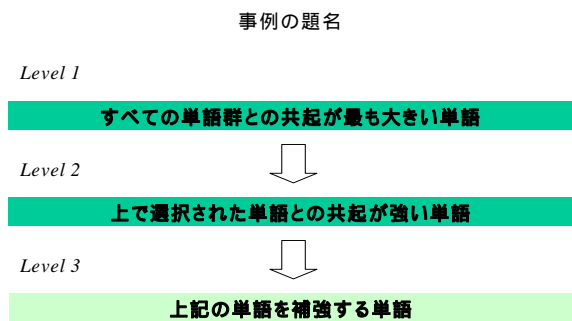 事例の題名
Level 1
すべての単語群との共起が最も大きい単語
Level 2
上で選択された単語との共起が強い単語
Level 3
上記の単語を補強する単語